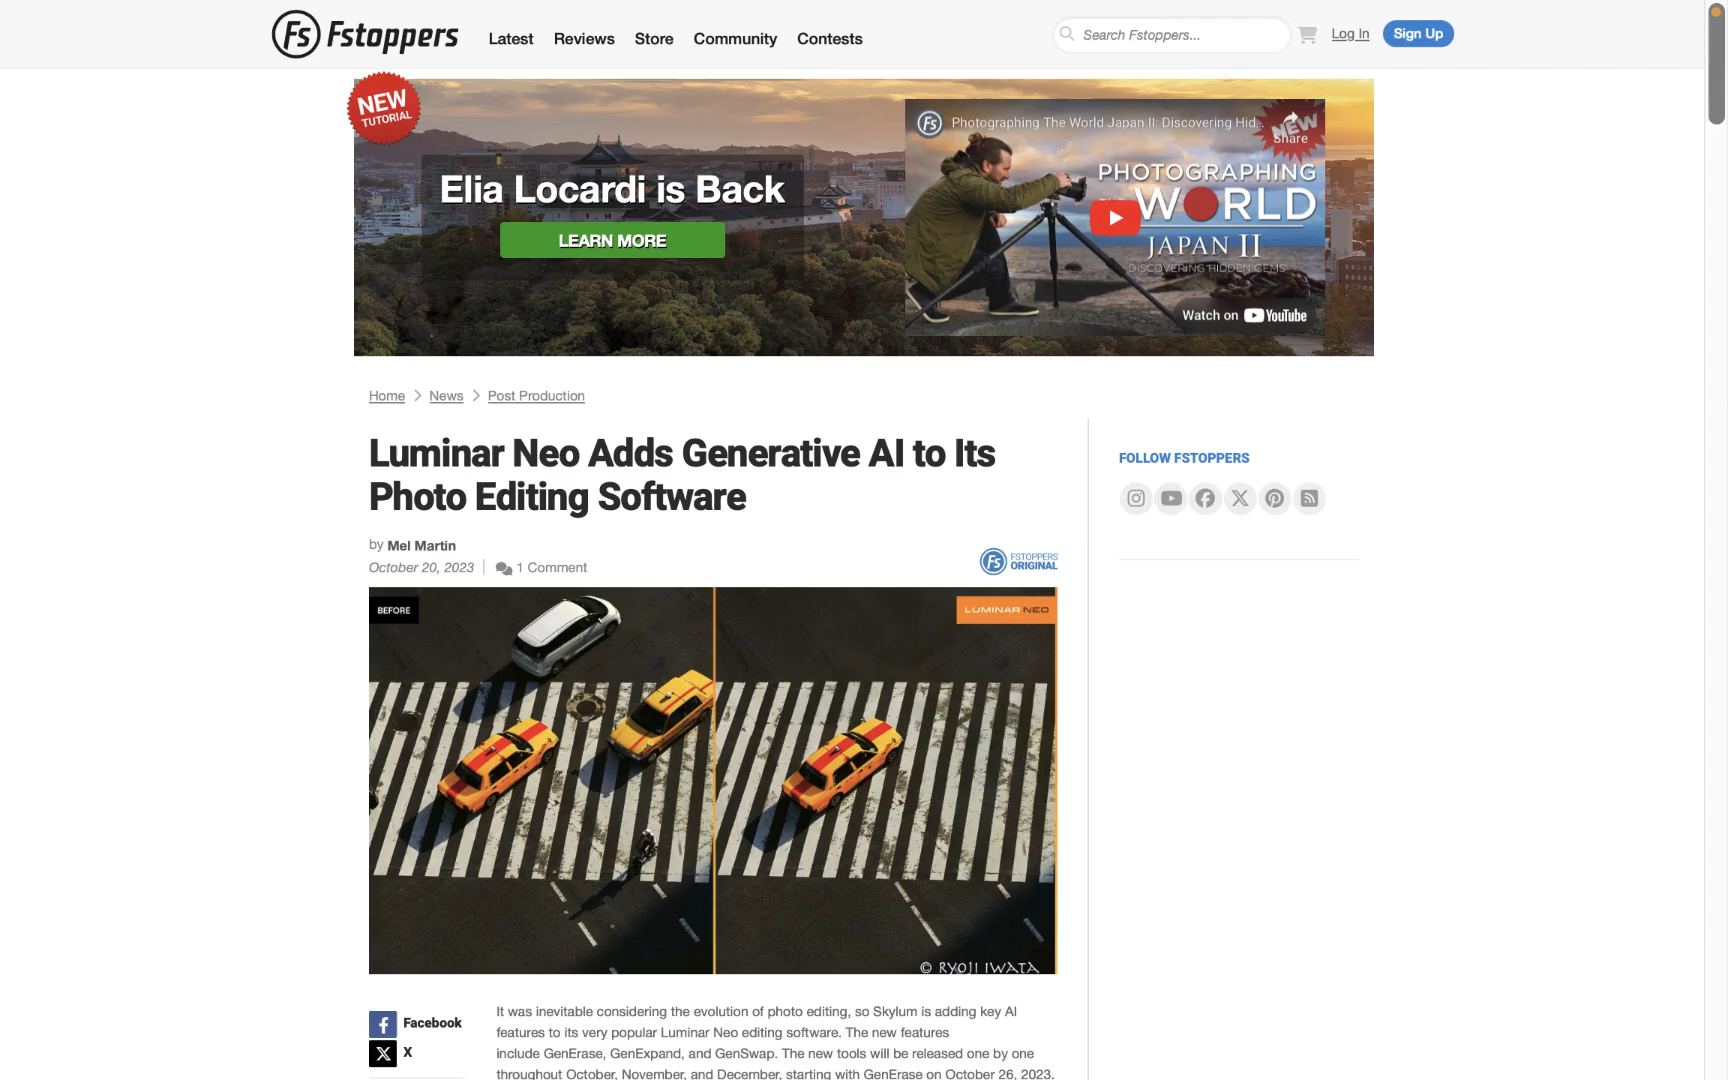 Fs Fstoppers
Latest Reviews Store Community Contests
Search Fstoppers...
Log In
Sign Up
NEW
TUTORIAL
Elia Locardi is Back
LEARN MORE
Fs Photographing The World Japan II: Discovering Hid...
NEW
Share
PHOTOGRAPHING
WORLD
JAPAN II
DISCOVERING HIDDEN GEMS
Watch on YouTube
Home News Post Production
Luminar Neo Adds Generative AI to Its
Photo Editing Software
by Mel Martin
October 20, 2023 1 Comment
Fs FSTOPPERS
ORIGINAL
FOLLOW FSTOPPERS
BEFORE
LUMINAR NEO
© RYOJI IWATA
Facebook
X
It was inevitable considering the evolution of photo editing, so Skylum is adding key AI
features to its very popular Luminar Neo editing software. The new features
include GenErase, GenExpand, and GenSwap. The new tools will be released one by one
throughout October, November, and December, starting with GenErase on October 26, 2023.